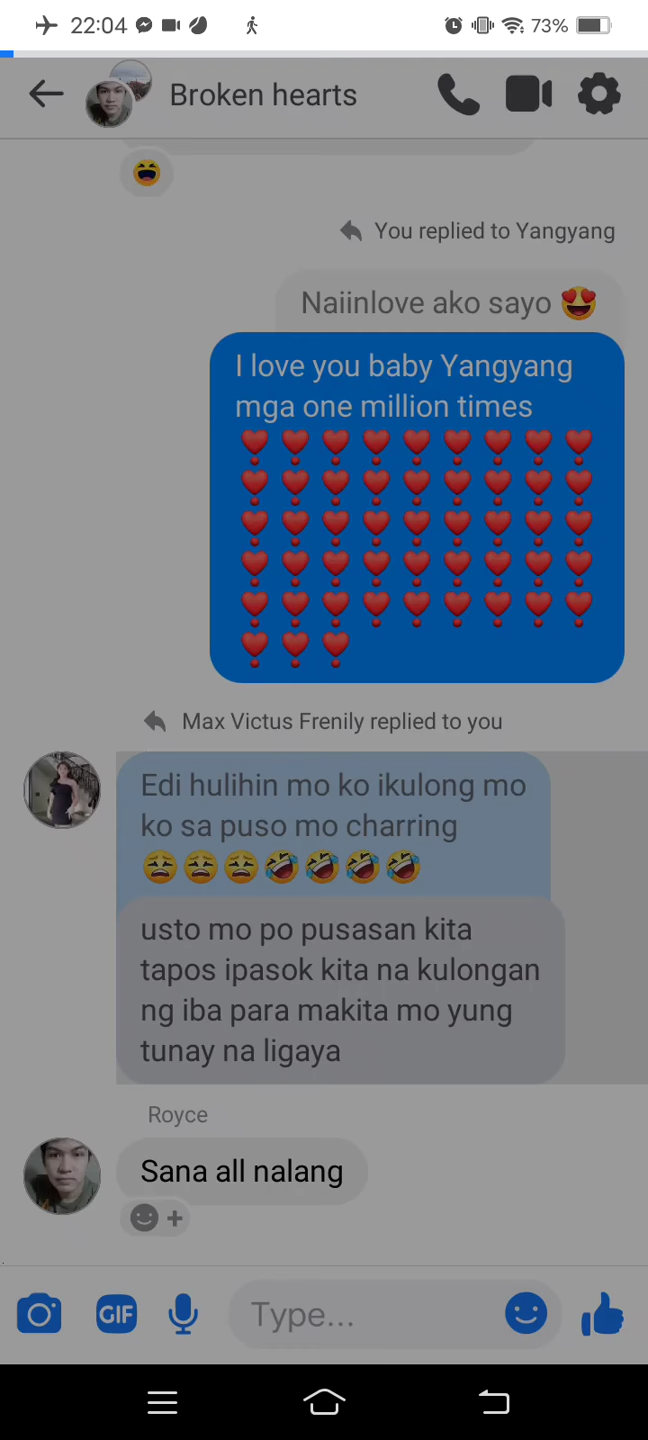 22:04
73%
Broken hearts
You replied to Yangyang
Naiinlove ako sayo 😍
I love you baby Yangyang
mga one million times
❣❣❣❣❣❣❣❣❣
❣❣❣❣❣❣❣❣❣
❣❣❣❣❣❣❣❣❣
❣❣❣❣❣❣❣❣❣
❣❣❣❣❣❣❣❣❣
❣❣❣
Max Victus Frenily replied to you
Edi hulihin mo ko ikulong mo
ko sa puso mo charring
😩😩😩🤣🤣🤣🤣
usto mo po pusasan kita
tapos ipasok kita na kulongan
ng iba para makita mo yung
tunay na ligaya
Royce
Sana all nalang
GIF
Type...